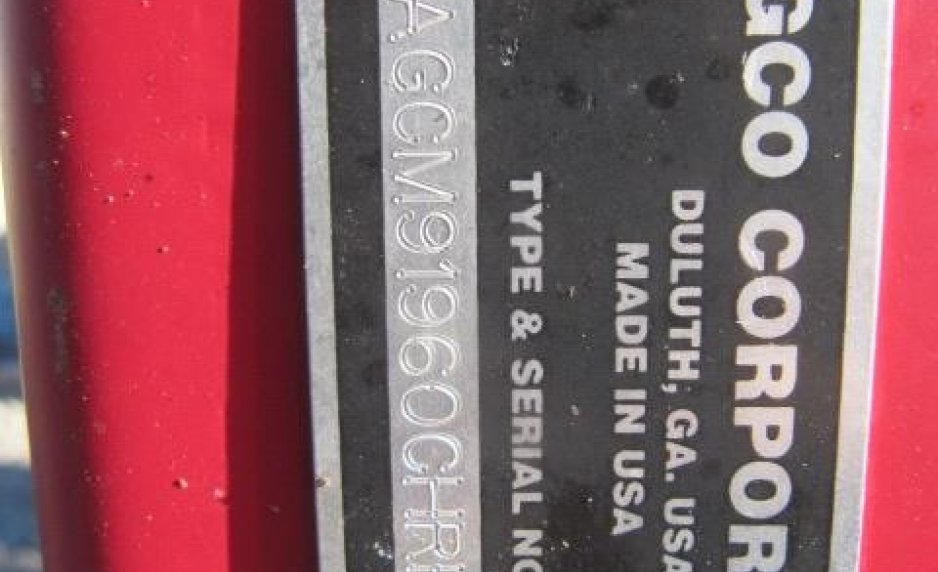 GCO CORPOR
DULUTH, GA. USA
MADE IN USA
TYPE & SERIAL NO
AGCM91960CHR